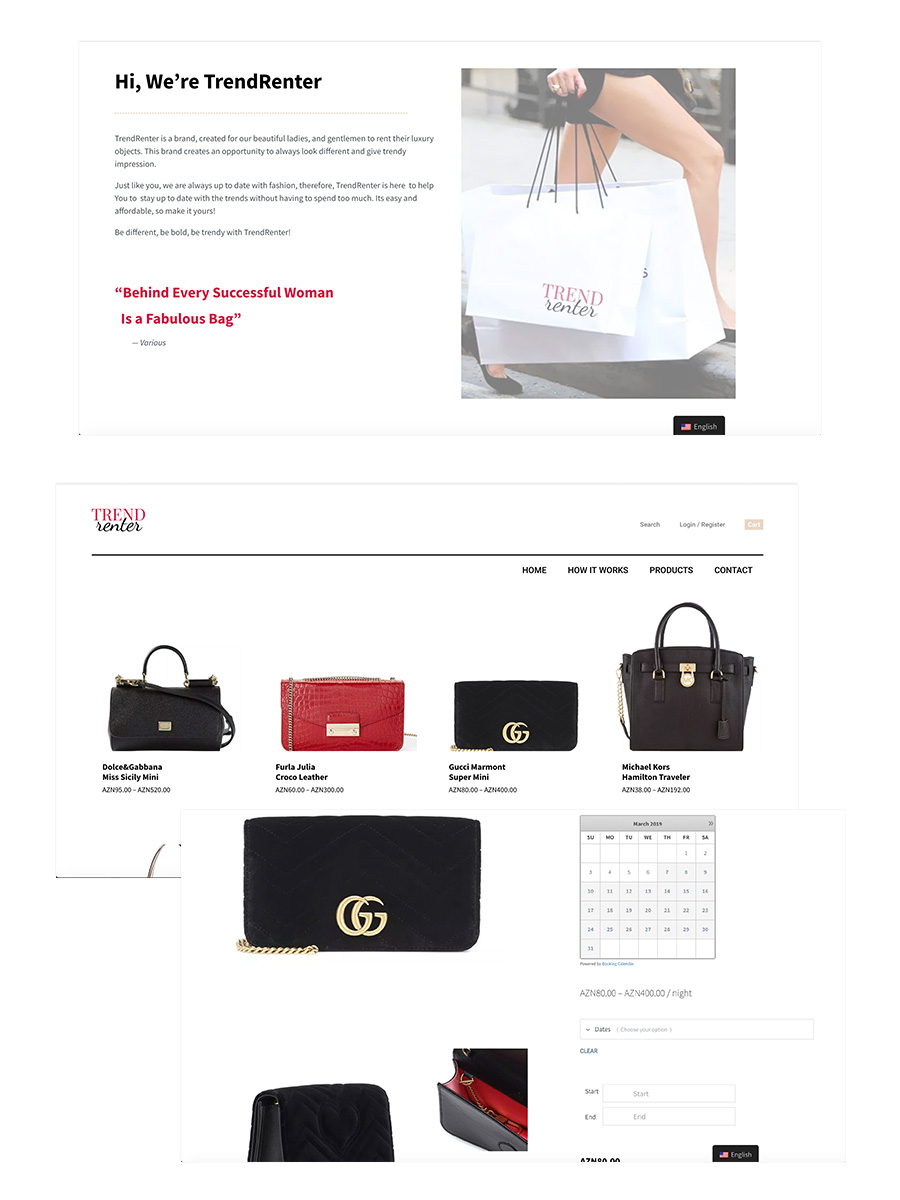 Hi, We’re TrendRenter
TrendRenter is a brand, created for our beautiful ladies, and gentlemen to rent their luxury
objects. This brand creates an opportunity to always look different and give trendy
impression.
Just like you, we are always up to date with fashion, therefore, TrendRenter is here to help
You to stay up to date with the trends without having to spend too much. Its easy and
affordable, so make it yours!
Be different, be bold, be trendy with TrendRenter!
“Behind Every Successful Woman
Is a Fabulous Bag”
— Various
S
TREND
renter
English
TREND
renter
Search Login / Register Cart
HOME HOW IT WORKS PRODUCTS CONTACT
Dolce&Gabbana
Miss Sicily Mini
AZN95.00 – AZN520.00
Furla Julia
Croco Leather
AZN60.00 – AZN300.00
Gucci Marmont
Super Mini
AZN80.00 – AZN400.00
Michael Kors
Hamilton Traveler
AZN38.00 – AZN192.00
GG
March 2019 »
SU MO TU WE TH FR SA
1 2
3 4 5 6 7 8 9
10 11 12 13 14 15 16
17 18 19 20 21 22 23
24 25 26 27 28 29 30
31
Powered by Booking Calendar
AZN80.00 – AZN400.00 / night
Dates ( Choose your option )
CLEAR
Start Start
End End
AZN80.00
English